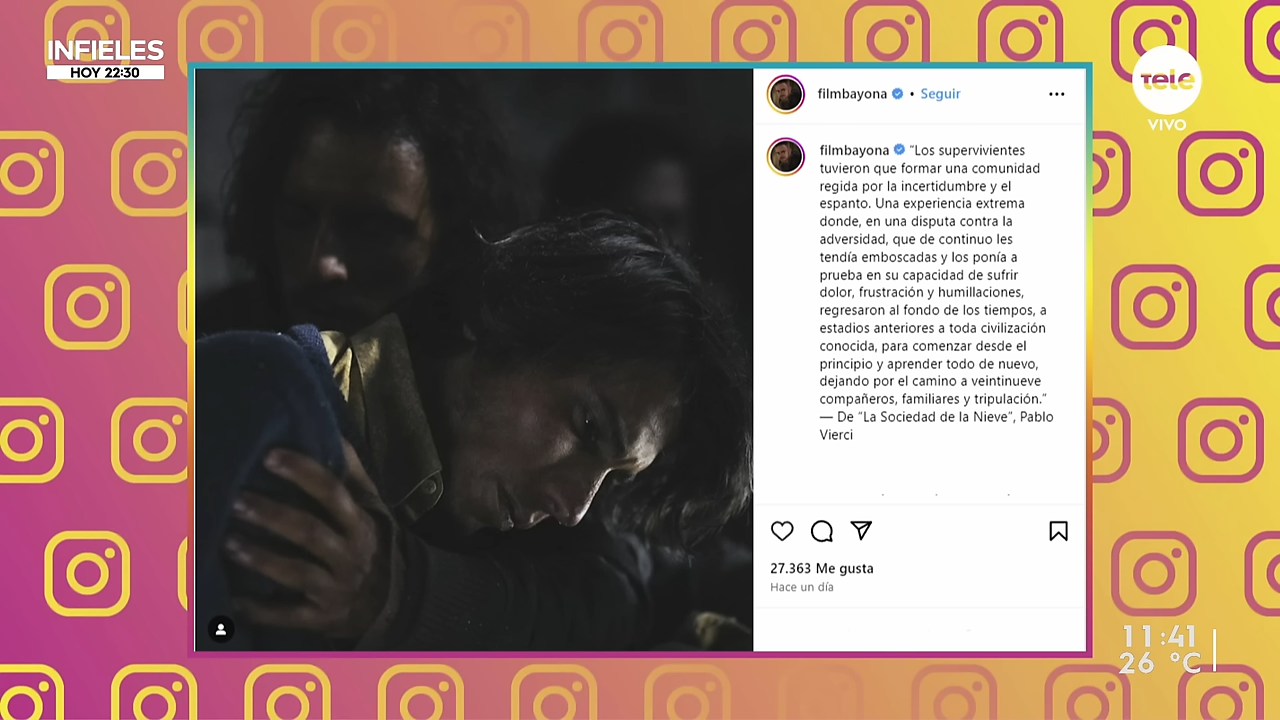 INFIELES
HOY 22:30
tele
VIVO
filmbayona • Seguir
filmbayona "Los supervivientes
tuvieron que formar una comunidad
regida por la incertidumbre y el
espanto. Una experiencia extrema
donde, en una disputa contra la
adversidad, que de continuo les
tendía emboscadas y los ponía a
prueba en su capacidad de sufrir
dolor, frustración y humillaciones,
regresaron al fondo de los tiempos, a
estadios anteriores a toda civilización
conocida, para comenzar desde el
principio y aprender todo de nuevo,
dejando por el camino a veintinueve
compañeros, familiares y tripulación."
— De "La Sociedad de la Nieve", Pablo
Vierci
27.363 Me gusta
Hace un día
11:41
26 °C